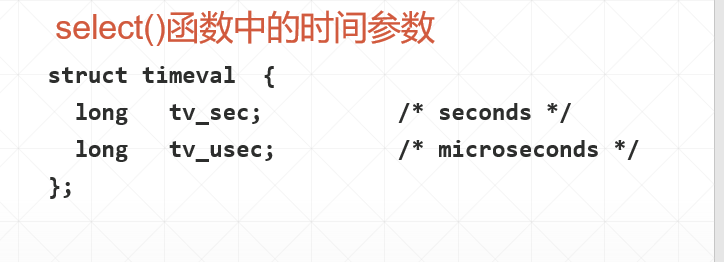 select()函数中的时间参数
struct timeval {
long tv_sec; /* seconds */
long tv_usec; /* microseconds */
};